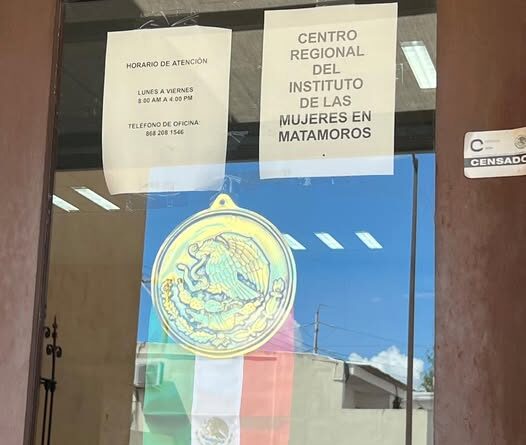 HORARIO DE ATENCIÓN
LUNES A VIERNES
8:00 AM A 4:00 PM
TELEFONO DE OFICINA:
868 208 1546
CENTRO
REGIONAL
DEL
INSTITUTO
DE LAS
MUJERES EN
MATAMOROS
CENSADO